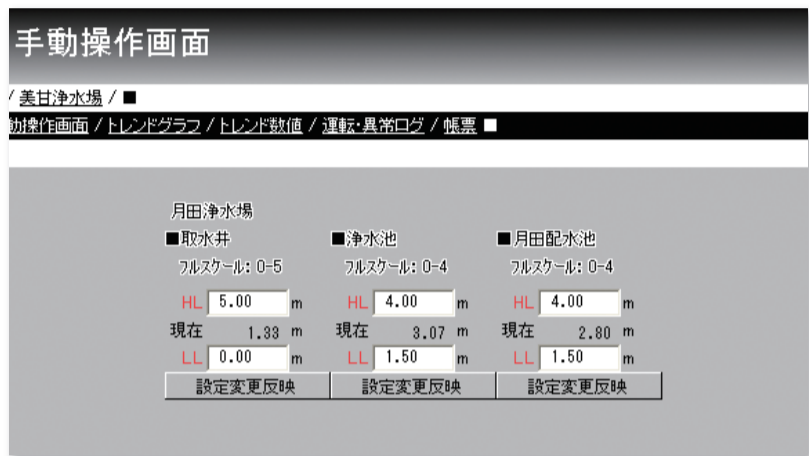 手動操作画面
/ 美甘浄水場 / ■
動操作画面 / トレンドグラフ / トレンド数値 / 運転・異常ログ / 帳票 ■
月田浄水場
■取水井 ■浄水池 ■月田配水池
フルスケール: 0-5 フルスケール: 0-4 フルスケール: 0-4
HL 5.00 m HL 4.00 m HL 4.00 m
現在 1.33 m 現在 3.07 m 現在 2.80 m
LL 0.00 m LL 1.50 m LL 1.50 m
設定変更反映 設定変更反映 設定変更反映